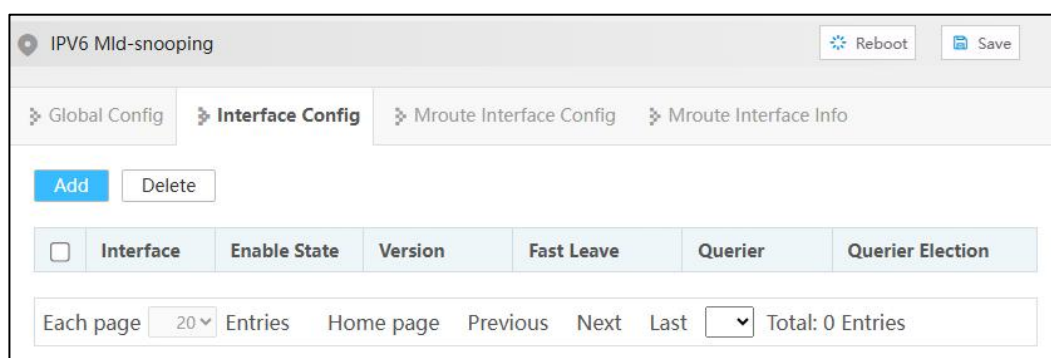 IPV6 Mld-snooping Reboot Save
Global Config Interface Config Mroute Interface Config Mroute Interface Info
Add Delete
Interface Enable State Version Fast Leave Querier Querier Election
Each page 20 Entries Home page Previous Next Last Total: 0 Entries